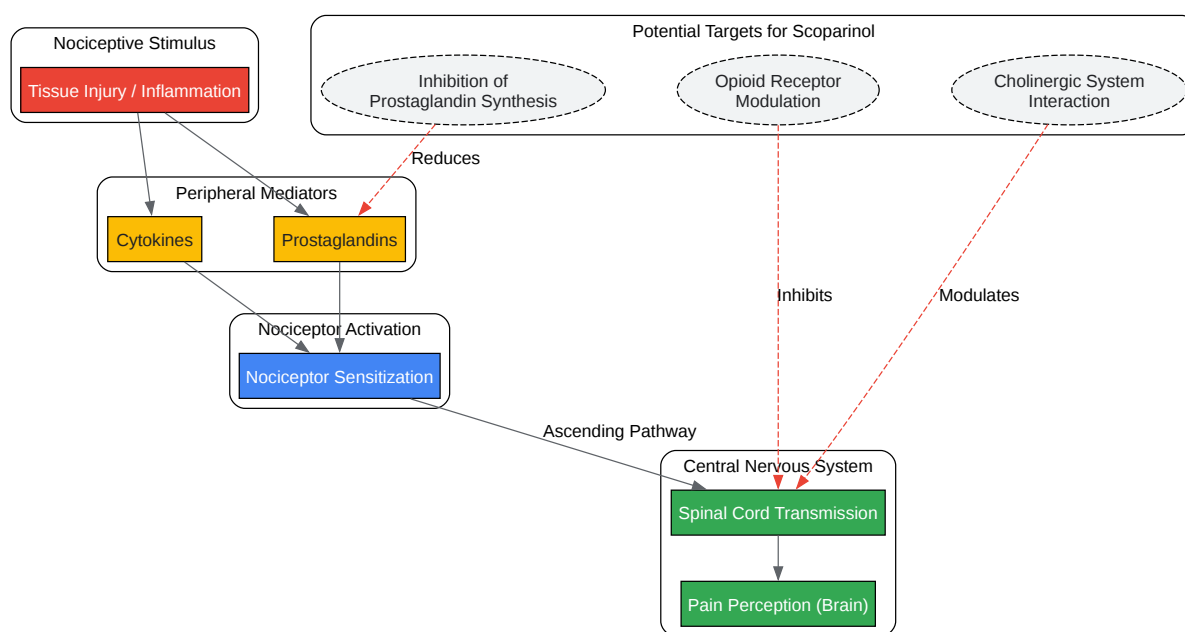 Nociceptive Stimulus
Tissue Injury / Inflammation
Potential Targets for Scoparinol
Inhibition of
Prostaglandin Synthesis
Opioid Receptor
Modulation
Cholinergic System
Interaction
Reduces
Peripheral Mediators
Cytokines
Prostaglandins
Inhibits
Modulates
Nociceptor Activation
Nociceptor Sensitization
Ascending Pathway
Central Nervous System
Spinal Cord Transmission
Pain Perception (Brain)